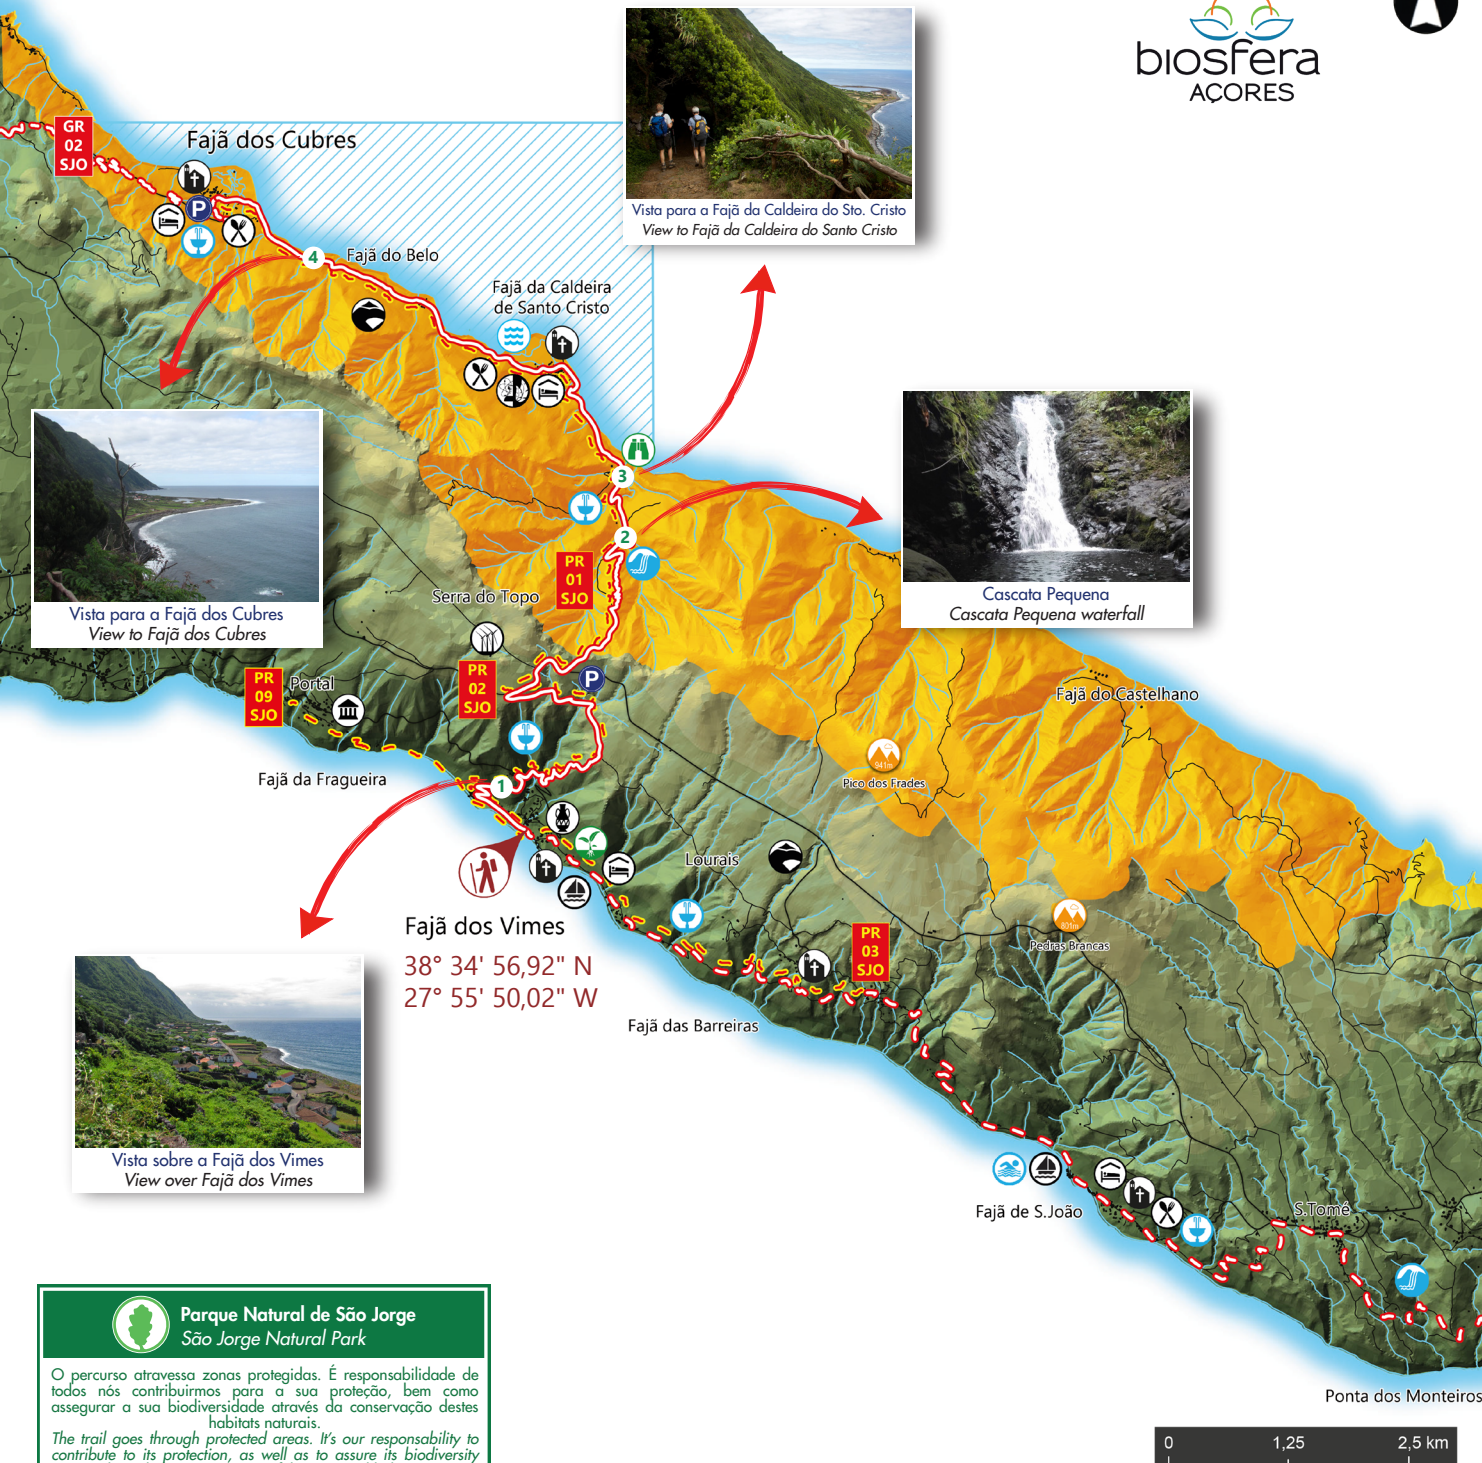 biosfera
AÇORES
GR
02
SJO
Fajã dos Cubres
P
4
Fajã do Belo
Fajã da Caldeira
de Santo Cristo
Vista para a Fajã da Caldeira do Sto. Cristo
View to Fajã da Caldeira do Santo Cristo
3
2
PR
01
SJO
Cascata Pequena
Cascata Pequena waterfall
Vista para a Fajã dos Cubres
View to Fajã dos Cubres
Serra do Topo
PR
02
SJO
P
PR
09
SJO
Portal
Fajã da Fragueira
1
Fajã do Castelhano
941m
Pico dos Frades
Lourais
801m
Pedras Brancas
PR
03
SJO
Fajã dos Vimes
38° 34' 56,92" N
27° 55' 50,02" W
Fajã das Barreiras
Vista sobre a Fajã dos Vimes
View over Fajã dos Vimes
Fajã de S.João
S.Tomé
Ponta dos Monteiros
Parque Natural de São Jorge
São Jorge Natural Park
O percurso atravessa zonas protegidas. É responsabilidade de
todos nós contribuirmos para a sua proteção, bem como
assegurar a sua biodiversidade através da conservação destes
habitats naturais.
The trail goes through protected areas. It's our responsability to
contribute to its protection, as well as to assure its biodiversity
0 1,25 2,5 km